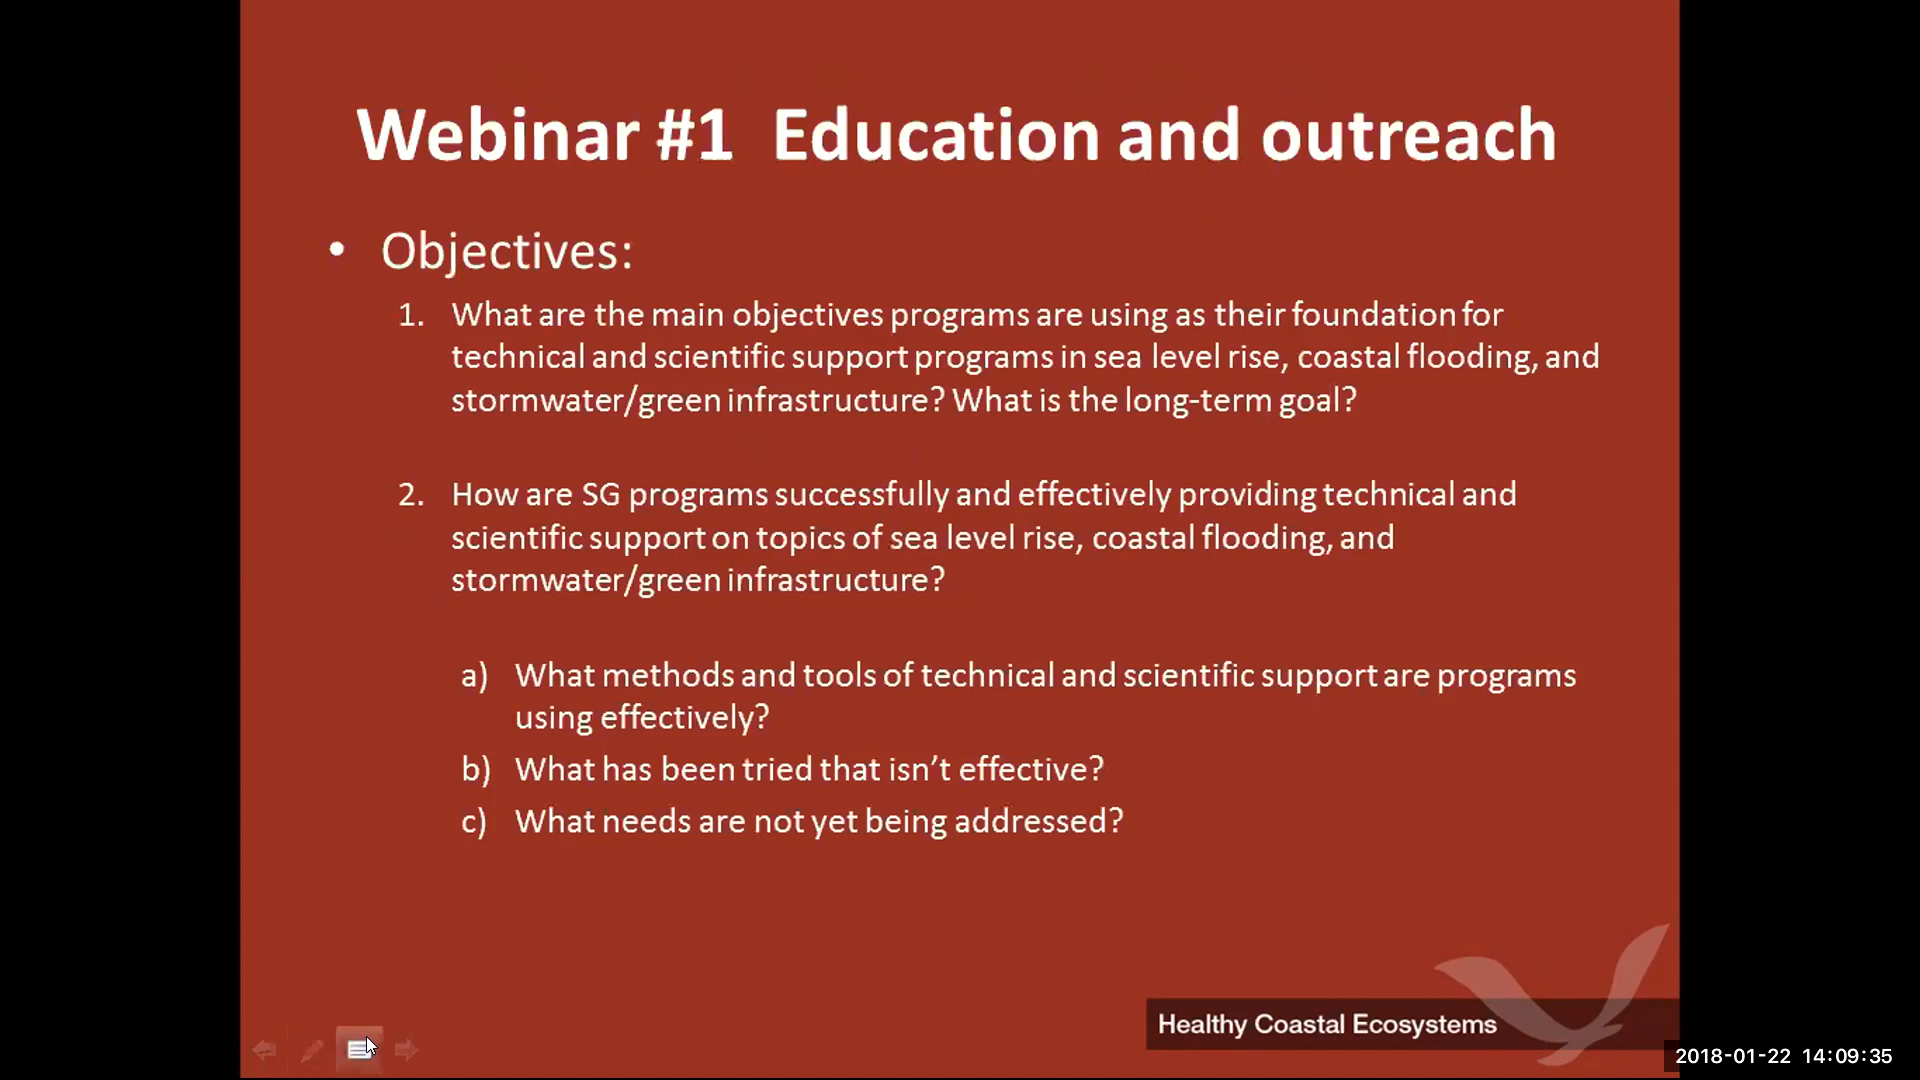 Webinar #1  Education and outreach
• Objectives:
1. What are the main objectives programs are using as their foundation for
technical and scientific support programs in sea level rise, coastal flooding, and
stormwater/green infrastructure? What is the long-term goal?
2. How are SG programs successfully and effectively providing technical and
scientific support on topics of sea level rise, coastal flooding, and
stormwater/green infrastructure?
a) What methods and tools of technical and scientific support are programs
using effectively?
b) What has been tried that isn’t effective?
c) What needs are not yet being addressed?
Healthy Coastal Ecosystems
2018-01-22 14:09:35